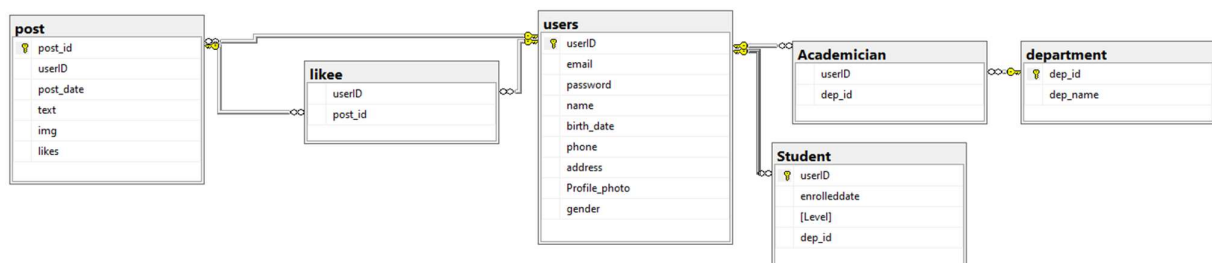 post
post_id
userID
post_date
text
img
likes
likee
userID
post_id
users
userID
email
password
name
birth_date
phone
address
Profile_photo
gender
Academician
userID
dep_id
department
dep_id
dep_name
Student
userID
enrolleddate
[Level]
dep_id